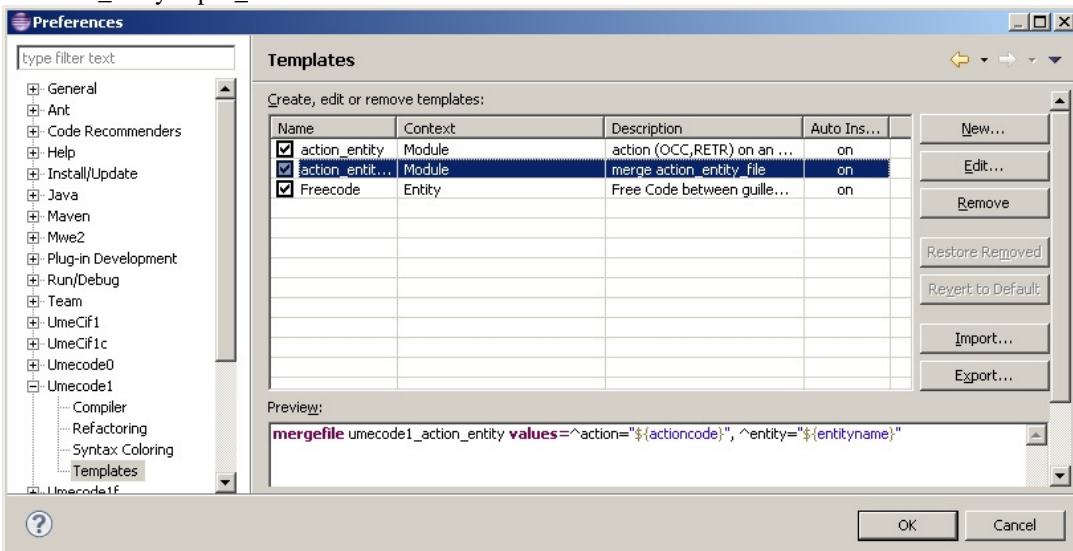 Preferences
type filter text
Templates
General
Ant
Code Recommenders
Help
Install/Update
Java
Maven
Mwe2
Plug-in Development
Run/Debug
Team
UmeCif1
UmeCif1c
Umecode0
Umecode1
Compiler
Refactoring
Syntax Coloring
Templates
Umecode1f
Create, edit or remove templates:
Name Context Description Auto Ins...
action_entity Module action (OCC,RETR) on an ... on
action_entit... Module merge action_entity_file on
Freecode Entity Free Code between guille... on
New...
Edit...
Remove
Restore Removed
Revert to Default
Import...
Export...
Preview:
mergefile umecode1_action_entity values=^action="${actioncode}", ^entity="${entityname}"
OK Cancel